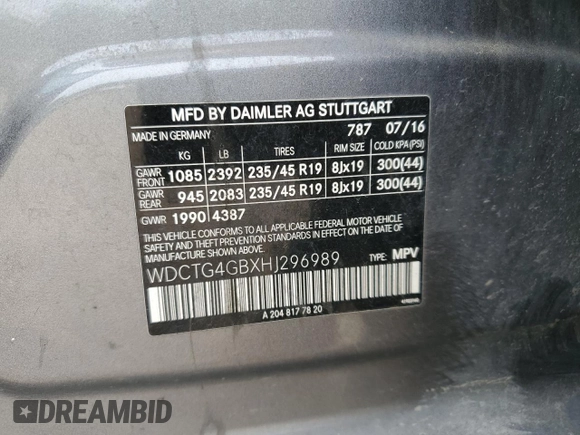 MFD BY DAIMLER AG STUTTGART
MADE IN GERMANY 787 07/16
KG LB TIRES RIM SIZE COLD KPA (PSI)
GAWR FRONT 1085 2392 235/45 R19 8Jx19 300(44)
GAWR REAR 945 2083 235/45 R19 8Jx19 300(44)
GVWR 1990 4387
THIS VEHICLE CONFORMS TO ALL APPLICABLE U.S. FEDERAL MOTOR
VEHICLE SAFETY STANDARDS IN EFFECT ON THE DATE OF
MANUFACTURE SHOWN ABOVE.
WDCTG4GBXHJ296989 TYPE: MPV
A 204 817 78 20
DREAMBID